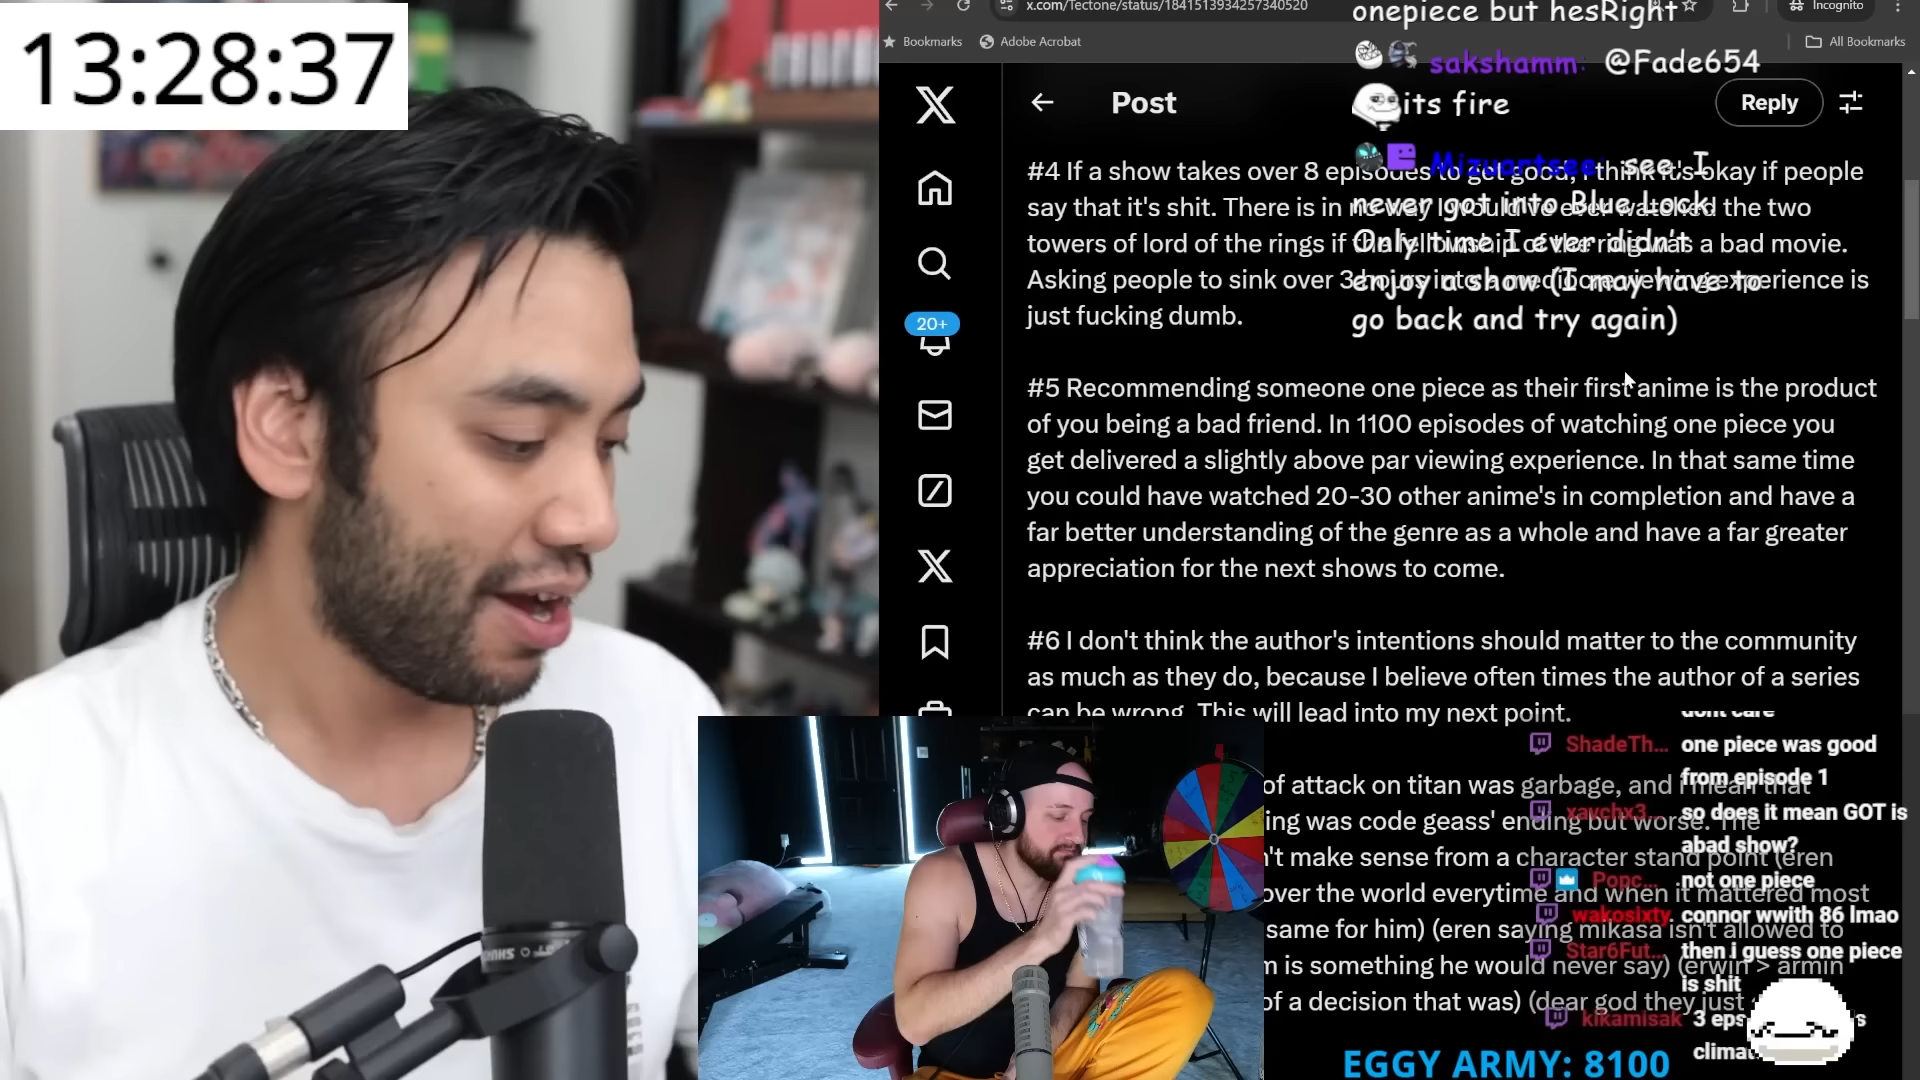 13:28:37
x.com/Tectone/status/1841513934257340520
Incognito
Bookmarks
Adobe Acrobat
All Bookmarks
Post
Reply
20+
#4 If a show takes over 8 episodes to get good, I think it's okay if people
say that it's shit. There is in no way I would've ever watched the two
towers of lord of the rings if the fellowship of the ring was a bad movie.
Asking people to sink over 3 hours into a mediocre viewing experience is
just fucking dumb.
#5 Recommending someone one piece as their first anime is the product
of you being a bad friend. In 1100 episodes of watching one piece you
get delivered a slightly above par viewing experience. In that same time
you could have watched 20-30 other anime's in completion and have a
far better understanding of the genre as a whole and have a far greater
appreciation for the next shows to come.
#6 I don't think the author's intentions should matter to the community
as much as they do, because I believe often times the author of a series
can be wrong. This will lead into my next point.
of attack on titan was garbage, and I mean that
ing was code geass' ending but worse. The
n't make sense from a character stand point (eren
over the world everytime and when it mattered most
same for him) (eren saying mikasa isn't allowed to
is something he would never say) (erwin > armin
of a decision that was) (dear god they just
onepiece but hesRight
sakshamm: @Fade654
its fire
Mizuartsee: see, I
never got into Blue Lock.
Only time I ever didn't
enjoy a show (I may have to
go back and try again)
dont care
ShadeTh... one piece was good
from episode 1
xavchx3... so does it mean GOT is
abad show?
Popc... not one piece
wakosixty. connor wwith 86 lmao
Star6Fut... then i guess one piece
is shit
kikamisak 3 eps
EGGY ARMY: 8100